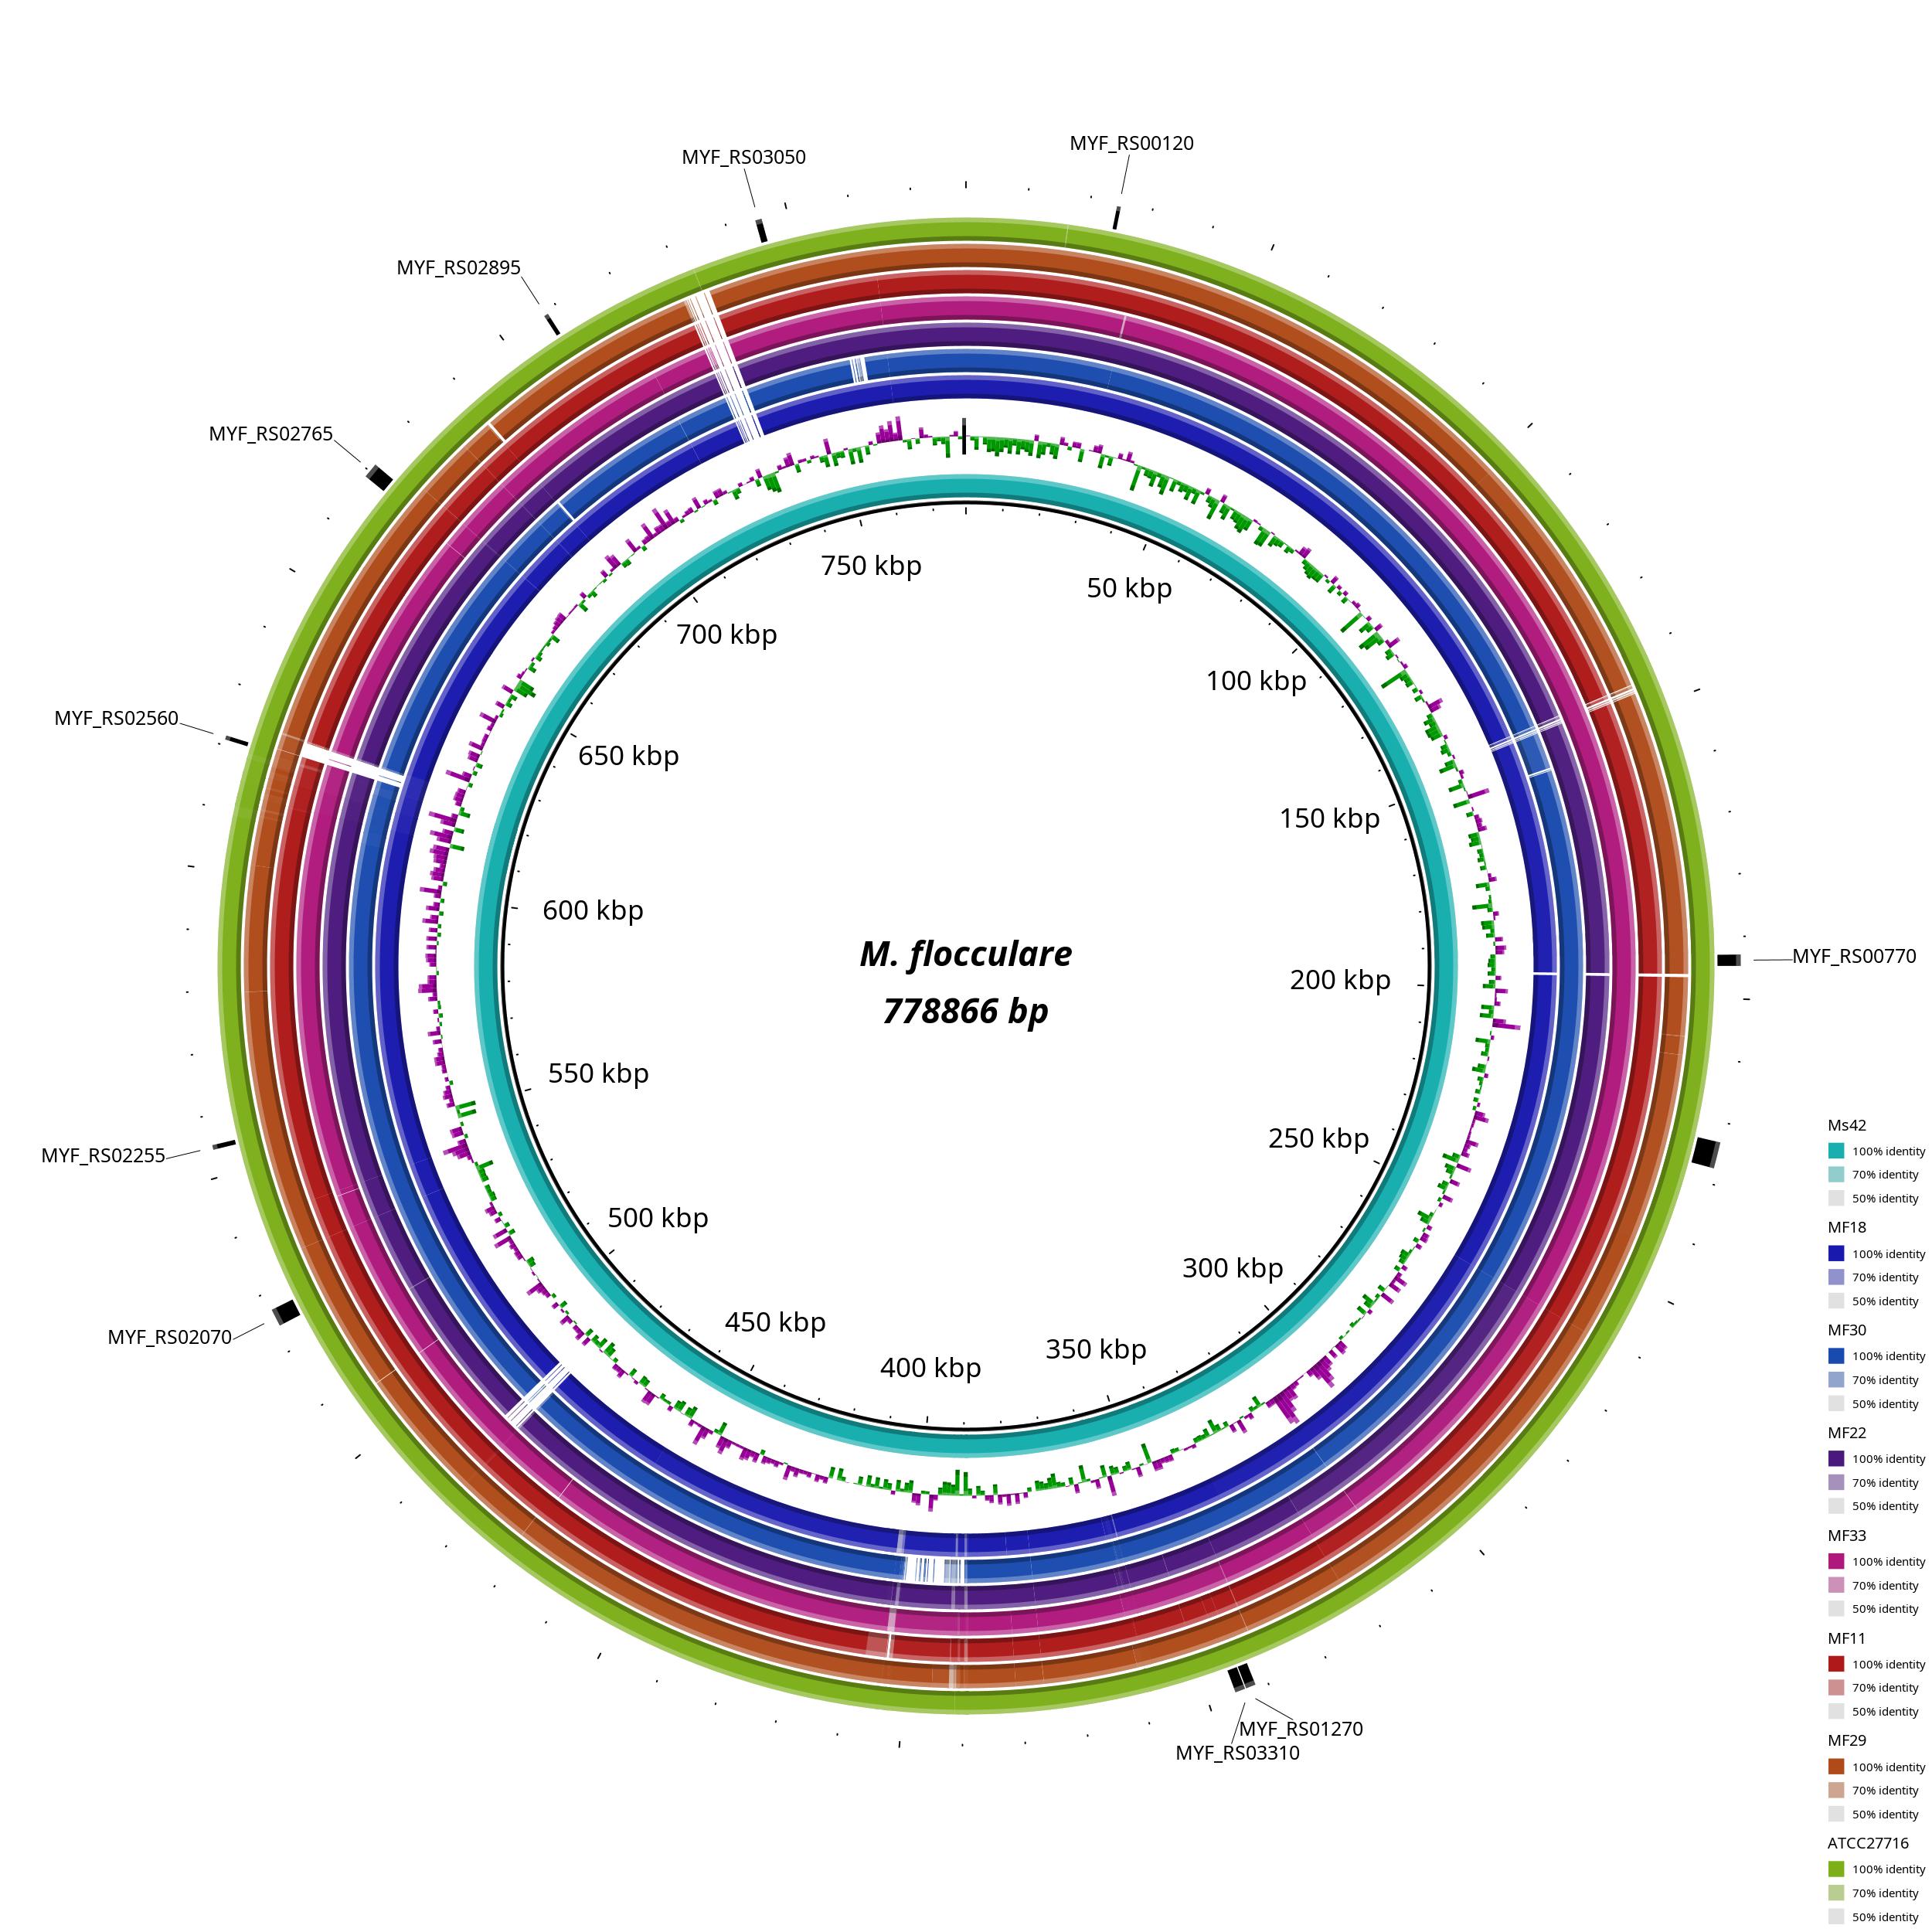 MYF_RS00120
MYF_RS03050
MYF_RS02895
MYF_RS02765
750 kbp
50 kbp
700 kbp
100 kbp
MYF_RS02560
650 kbp
150 kbp
600 kbp
M. flocculare
MYF_RS00770
200 kbp
778866 bp
550 kbp
250 kbp
MYF_RS02255
500 kbp
300 kbp
MYF_RS02070
450 kbp
350 kbp
400 kbp
MYF_RS01270
MYF_RS03310
Ms42
100% identity
70% identity
50% identity
MF18
100% identity
70% identity
50% identity
MF30
100% identity
70% identity
50% identity
MF22
100% identity
70% identity
50% identity
MF33
100% identity
70% identity
50% identity
MF11
100% identity
70% identity
50% identity
MF29
100% identity
70% identity
50% identity
ATCC27716
100% identity
70% identity
50% identity